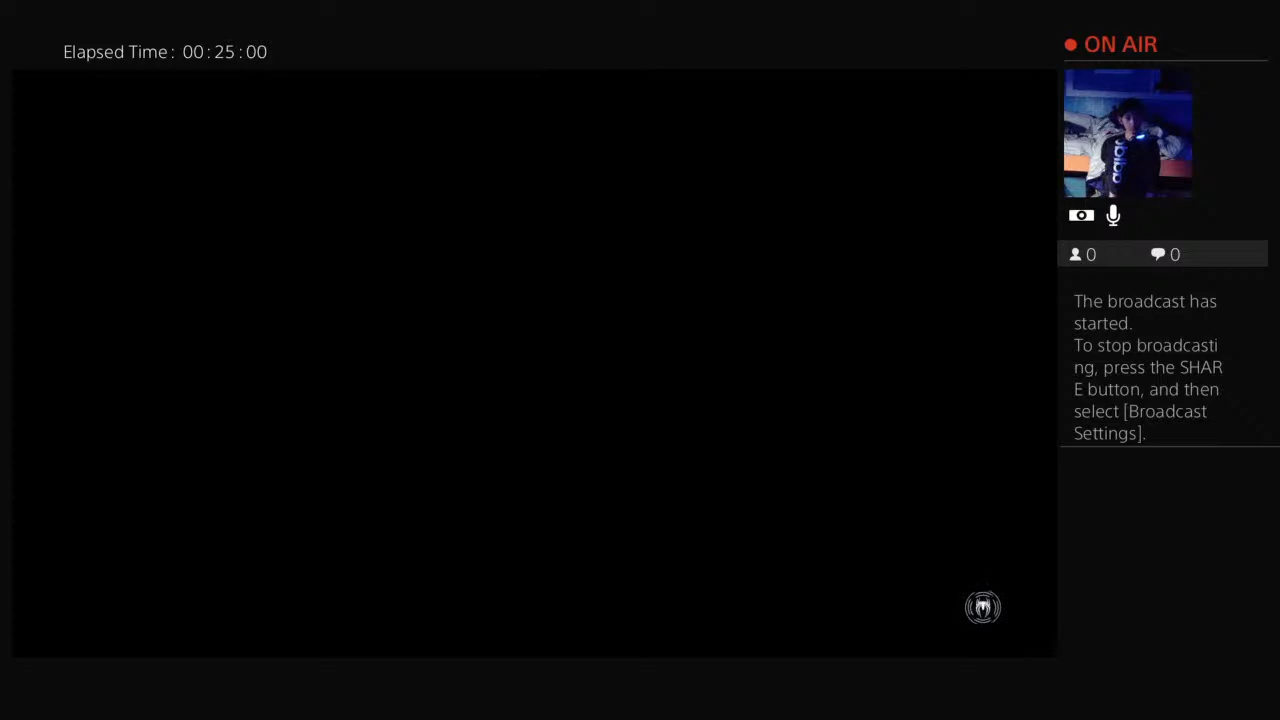 Elapsed Time: 00:25:00
ON AIR
adidas
0 0
The broadcast has
started.
To stop broadcasti
ng, press the SHAR
E button, and then
select [Broadcast
Settings].